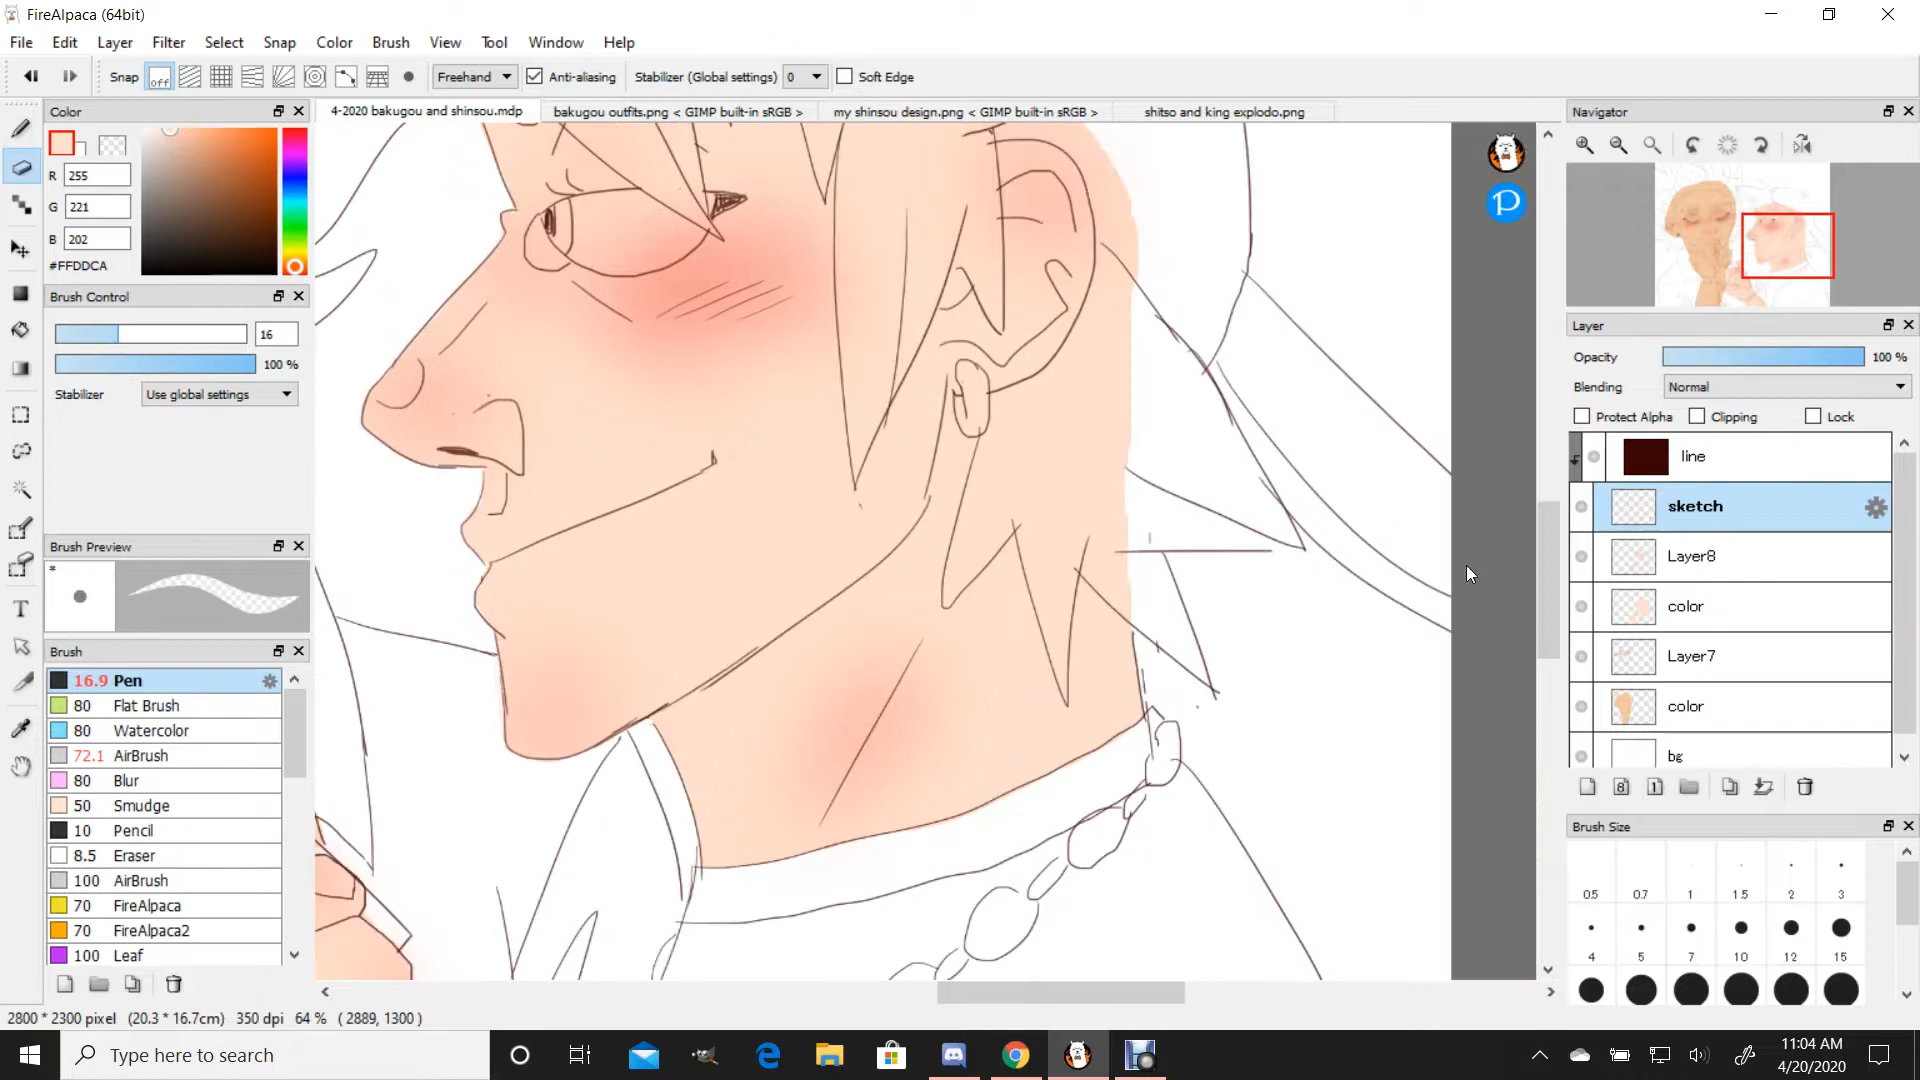 FireAlpaca (64bit)
File Edit Layer Filter Select Snap Color Brush View Tool Window Help
Snap off Freehand Anti-aliasing Stabilizer (Global settings) 0 Soft Edge
Color
4-2020 bakugou and shinsou.mdp bakugou outfits.png < GIMP built-in sRGB > my shinsou design.png < GIMP built-in sRGB > shitso and king explodo.png
Navigator
R 255
G 221
B 202
#FFDDCA
Brush Control
16
100 %
Stabilizer Use global settings
Brush Preview
*
Brush
16.9 Pen
80 Flat Brush
80 Watercolor
72.1 AirBrush
80 Blur
50 Smudge
10 Pencil
8.5 Eraser
100 AirBrush
70 FireAlpaca
70 FireAlpaca2
100 Leaf
Layer
Opacity 100 %
Blending Normal
Protect Alpha Clipping Lock
line
sketch
Layer8
color
Layer7
color
bg
8 1
Brush Size
0.5 0.7 1 1.5 2 3
4 5 7 10 12 15
2800 * 2300 pixel (20.3 * 16.7cm) 350 dpi 64 % ( 2889, 1300 )
Type here to search
11:04 AM
4/20/2020